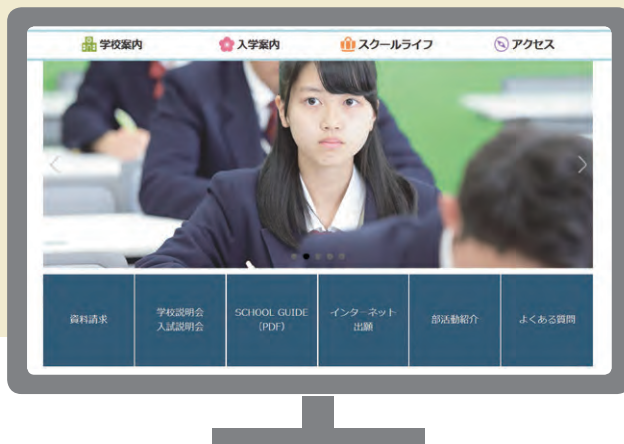 学校案内
入学案内
スクールライフ
アクセス
資料請求
学校説明会
入試説明会
SCHOOL GUIDE
(PDF)
インターネット
出願
部活動紹介
よくある質問